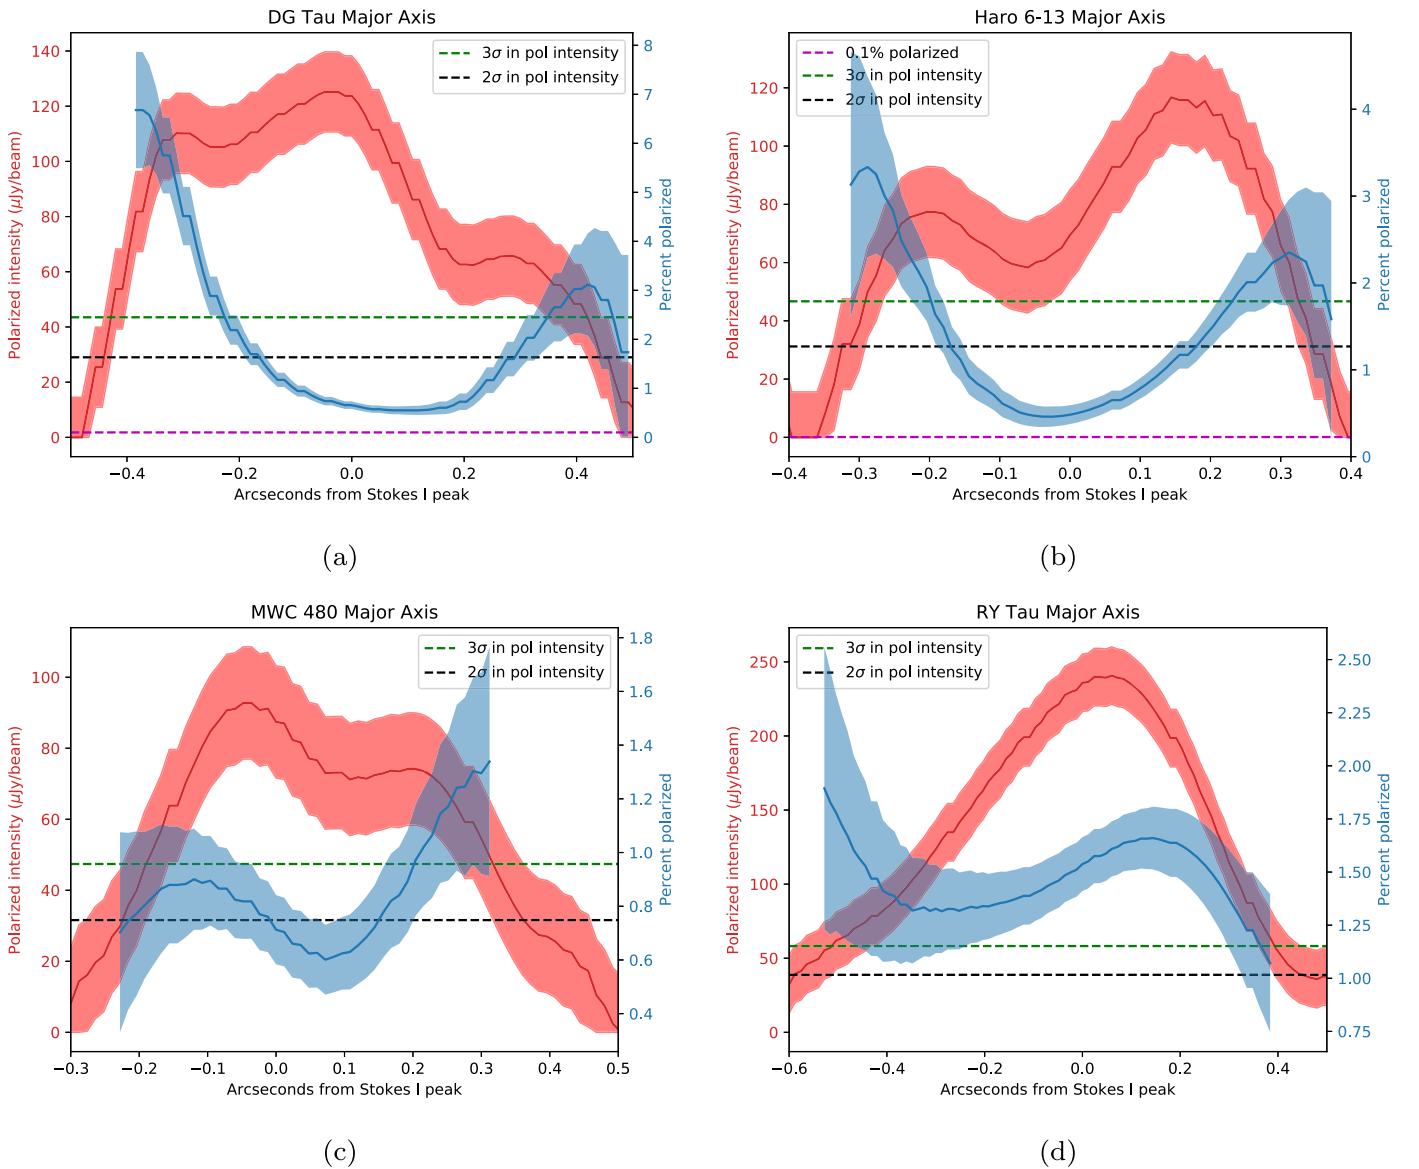 DG Tau Major Axis
3σ in pol intensity
2σ in pol intensity
Polarized intensity (μJy/beam)
0
20
40
60
80
100
120
140
Percent polarized
0
1
2
3
4
5
6
7
8
−0.4 −0.2 0.0 0.2 0.4
Arcseconds from Stokes I peak
(a)
Haro 6-13 Major Axis
0.1% polarized
3σ in pol intensity
2σ in pol intensity
Polarized intensity (μJy/beam)
0
20
40
60
80
100
120
Percent polarized
0
1
2
3
4
−0.4 −0.3 −0.2 −0.1 0.0 0.1 0.2 0.3 0.4
Arcseconds from Stokes I peak
(b)
MWC 480 Major Axis
3σ in pol intensity
2σ in pol intensity
Polarized intensity (μJy/beam)
0
20
40
60
80
100
Percent polarized
0.4
0.6
0.8
1.0
1.2
1.4
1.6
1.8
−0.3 −0.2 −0.1 0.0 0.1 0.2 0.3 0.4 0.5
Arcseconds from Stokes I peak
(c)
RY Tau Major Axis
3σ in pol intensity
2σ in pol intensity
Polarized intensity (μJy/beam)
0
50
100
150
200
250
Percent polarized
0.75
1.00
1.25
1.50
1.75
2.00
2.25
2.50
−0.6 −0.4 −0.2 0.0 0.2 0.4
Arcseconds from Stokes I peak
(d)